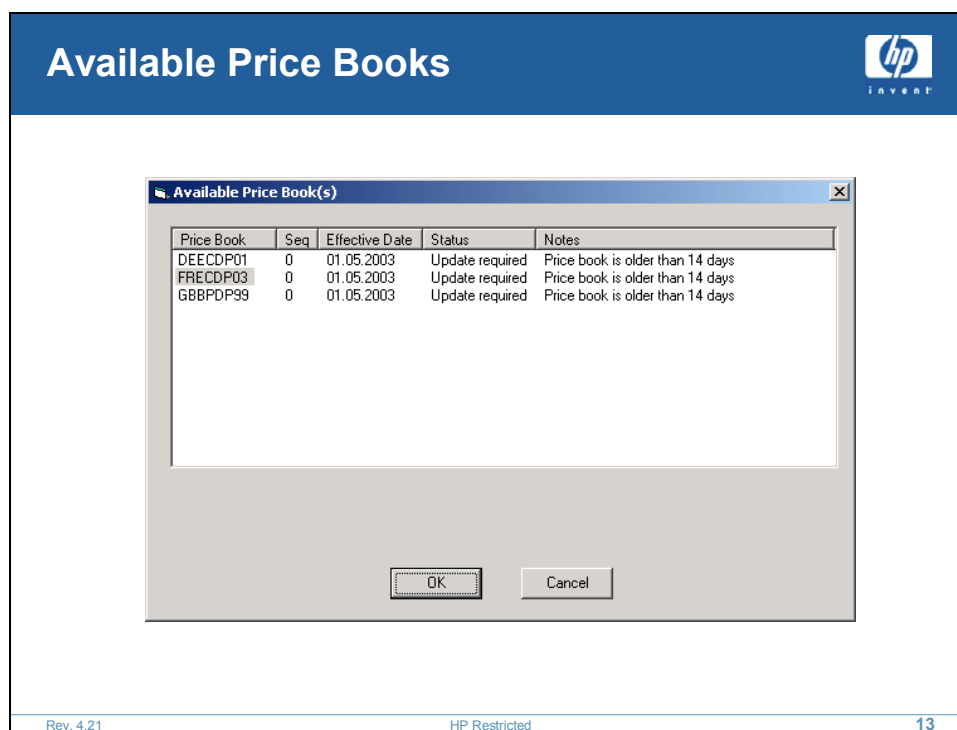 Available Price Books
hp
invent
Available Price Book(s)
Price Book Seq Effective Date Status Notes
DEECDP01 0 01.05.2003 Update required Price book is older than 14 days
FRECDP03 0 01.05.2003 Update required Price book is older than 14 days
GBBPDP99 0 01.05.2003 Update required Price book is older than 14 days
OK Cancel
Rev. 4.21 HP Restricted 13